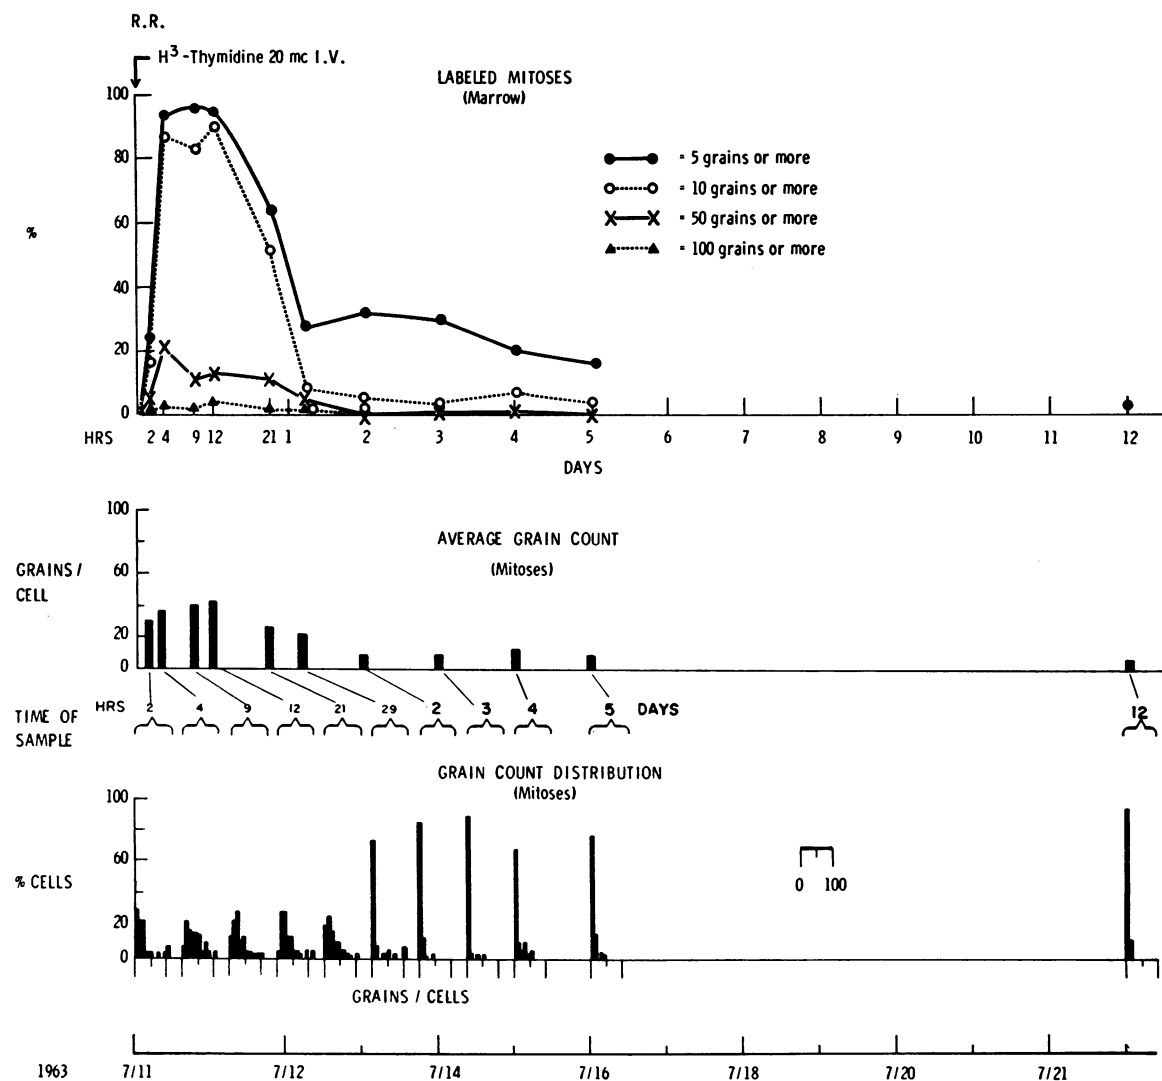 R.R.
H3-Thymidine 20 mc I.V.
LABELED MITOSES
(Marrow)
100
80
60
40
20
0
%
= 5 grains or more
= 10 grains or more
= 50 grains or more
= 100 grains or more
HRS 2 4 9 12 21 1 2 3 4 5 6 7 8 9 10 11 12
DAYS
AVERAGE GRAIN COUNT
(Mitoses)
100
60
20
0
GRAINS /
CELL
HRS 2 4 9 12 21 29 2 3 4 5 DAYS 12
TIME OF
SAMPLE
GRAIN COUNT DISTRIBUTION
(Mitoses)
100
60
20
0
% CELLS
0 100
GRAINS / CELLS
1963 7/11 7/12 7/14 7/16 7/18 7/20 7/21